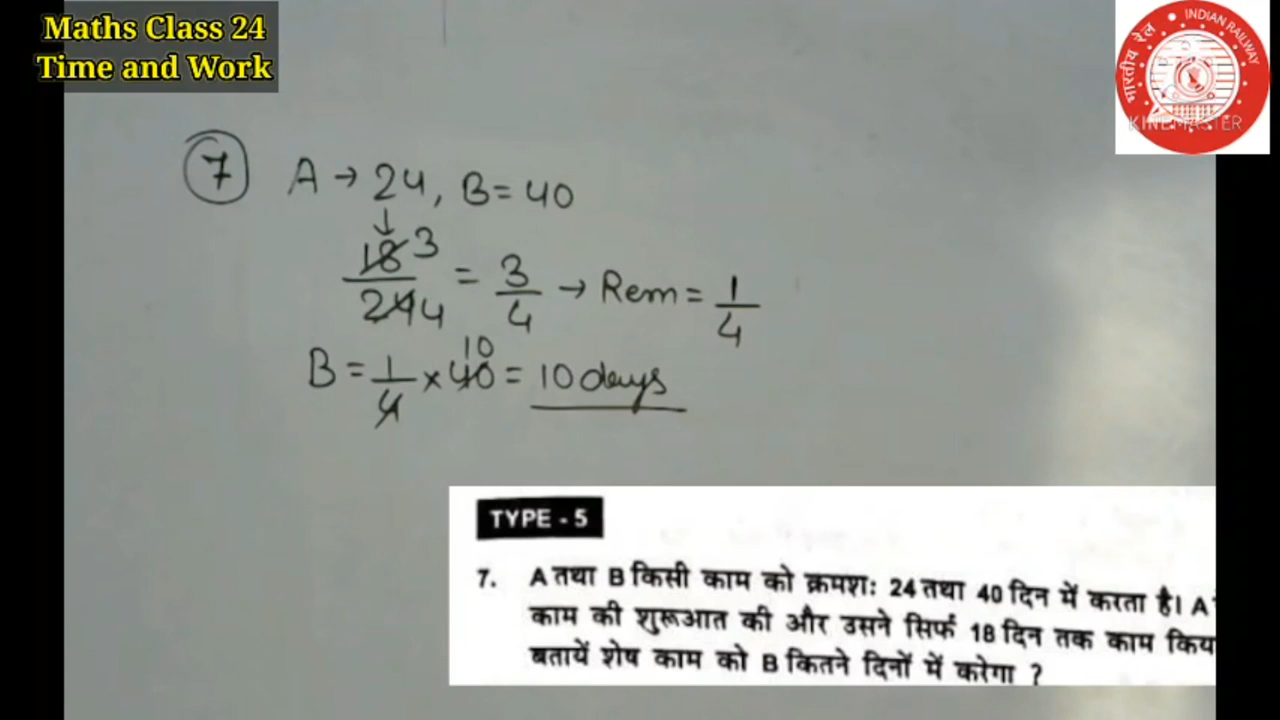 Maths Class 24
Time and Work
INDIAN RAILWAY
भारतीय रेल
KINEMASTER
7 A → 24, B = 40
↓
18 3 / 24 4 = 3/4 → Rem = 1/4
B = 1/4 × 40 10 = 10 days
TYPE - 5
7. A तथा B किसी काम को क्रमशः 24 तथा 40 दिन में करता है। A
काम की शुरूआत की और उसने सिर्फ 18 दिन तक काम किय
बतायें शेष काम को B कितने दिनों में करेगा ?